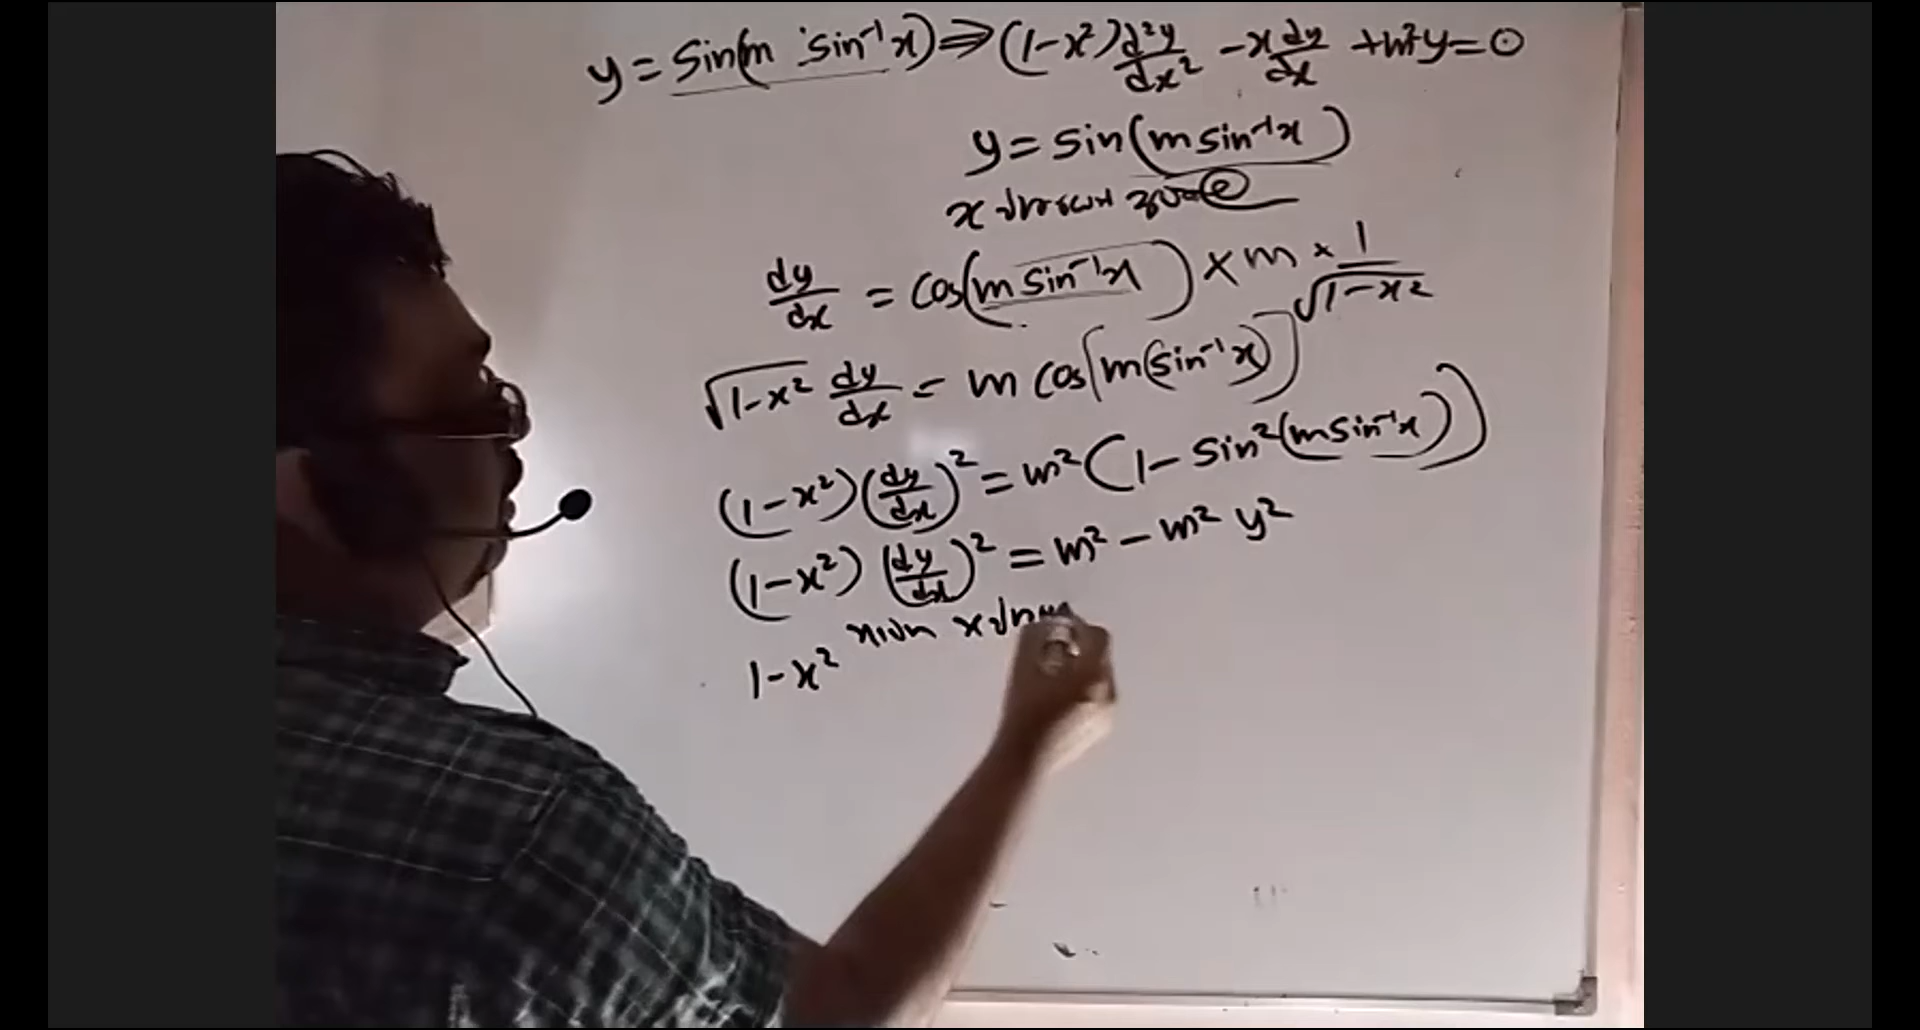 y = sin(m sin⁻¹x) ⇒ (1-x²) d²y/dx² - x dy/dx + m²y = 0
y = sin(m sin⁻¹x)
x
dy/dx = cos(m sin⁻¹x) × m × 1/√1-x²
√1-x² dy/dx = m cos[m(sin⁻¹x)]
(1-x²)(dy/dx)² = m²(1 - sin²(m sin⁻¹x))
(1-x²)(dy/dx)² = m² - m² y²
1-x²